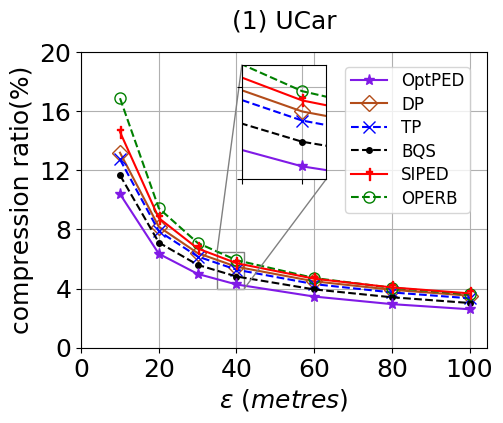 (1) UCar
compression ratio(%)
20
16
12
8
4
0
0 20 40 60 80 100
ε (metres)
OptPED
DP
TP
BQS
SIPED
OPERB